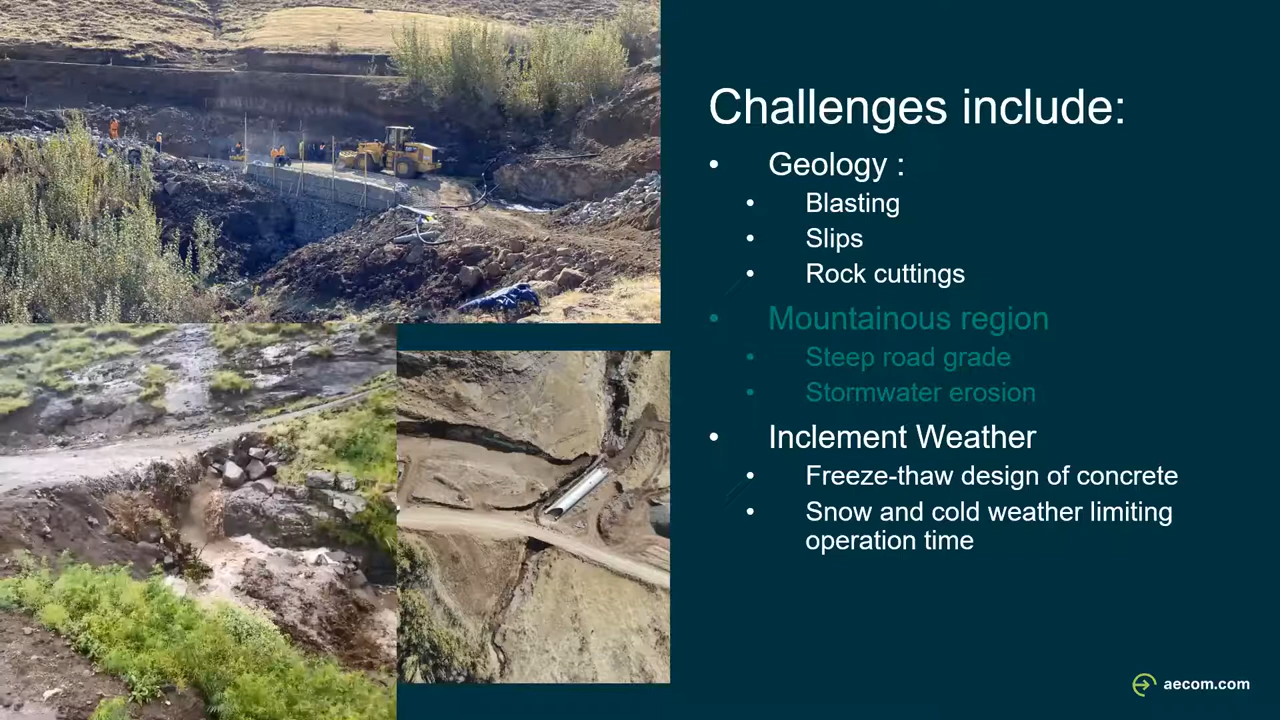 Challenges include:
• Geology :
• Blasting
• Slips
• Rock cuttings
• Mountainous region
• Steep road grade
• Stormwater erosion
• Inclement Weather
• Freeze-thaw design of concrete
• Snow and cold weather limiting
operation time
aecom.com